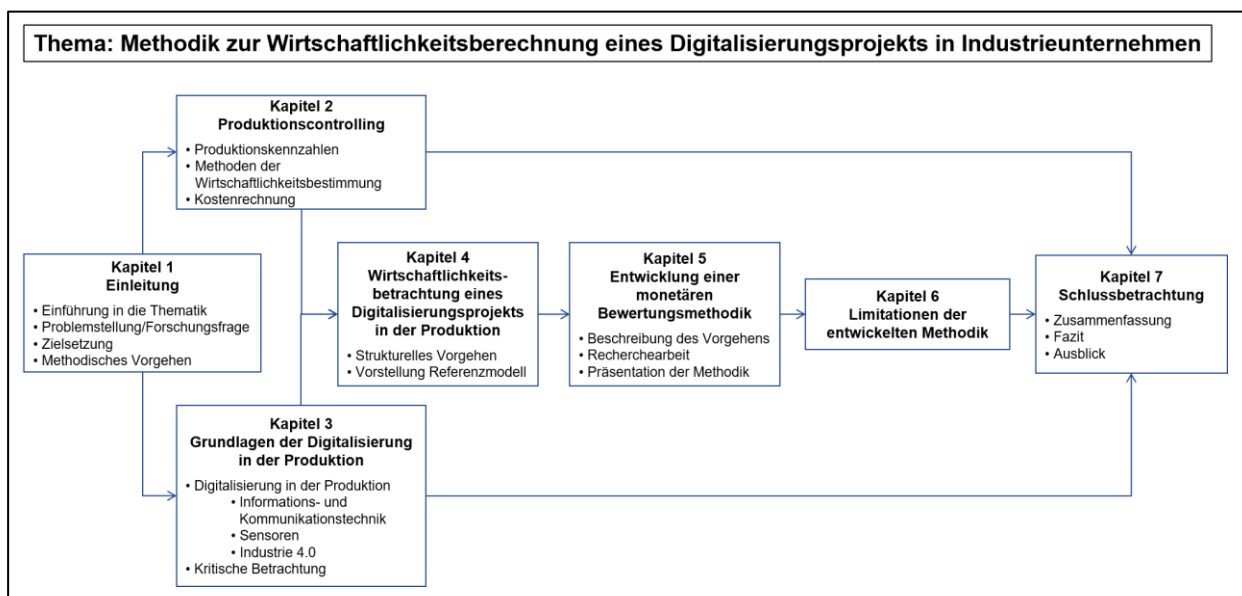 Thema: Methodik zur Wirtschaftlichkeitsberechnung eines Digitalisierungsprojekts in Industrieunternehmen
Kapitel 1
Einleitung
• Einführung in die Thematik
• Problemstellung/Forschungsfrage
• Zielsetzung
• Methodisches Vorgehen
Kapitel 2
Produktionscontrolling
• Produktionskennzahlen
• Methoden der
Wirtschaftlichkeitsbestimmung
• Kostenrechnung
Kapitel 3
Grundlagen der Digitalisierung
in der Produktion
• Digitalisierung in der Produktion
• Informations- und
Kommunikationstechnik
• Sensoren
• Industrie 4.0
• Kritische Betrachtung
Kapitel 4
Wirtschaftlichkeits-
betrachtung eines
Digitalisierungsprojekts
in der Produktion
• Strukturelles Vorgehen
• Vorstellung Referenzmodell
Kapitel 5
Entwicklung einer
monetären
Bewertungsmethodik
• Beschreibung des Vorgehens
• Recherchearbeit
• Präsentation der Methodik
Kapitel 6
Limitationen der
entwickelten Methodik
Kapitel 7
Schlussbetrachtung
• Zusammenfassung
• Fazit
• Ausblick